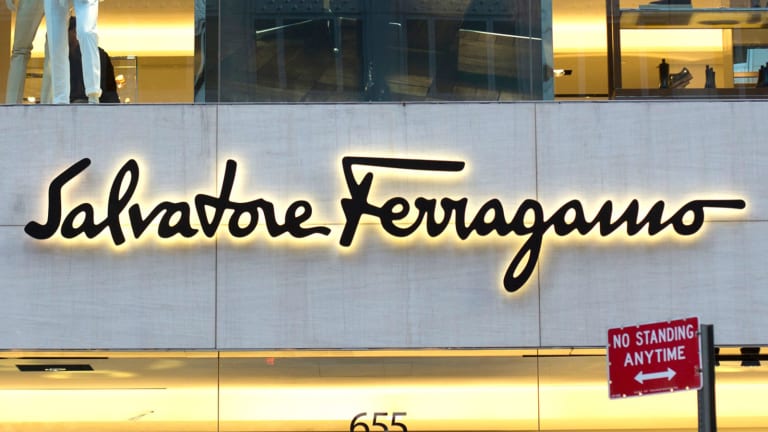 Salvatore Ferragamo
NO STANDING
ANYTIME
655